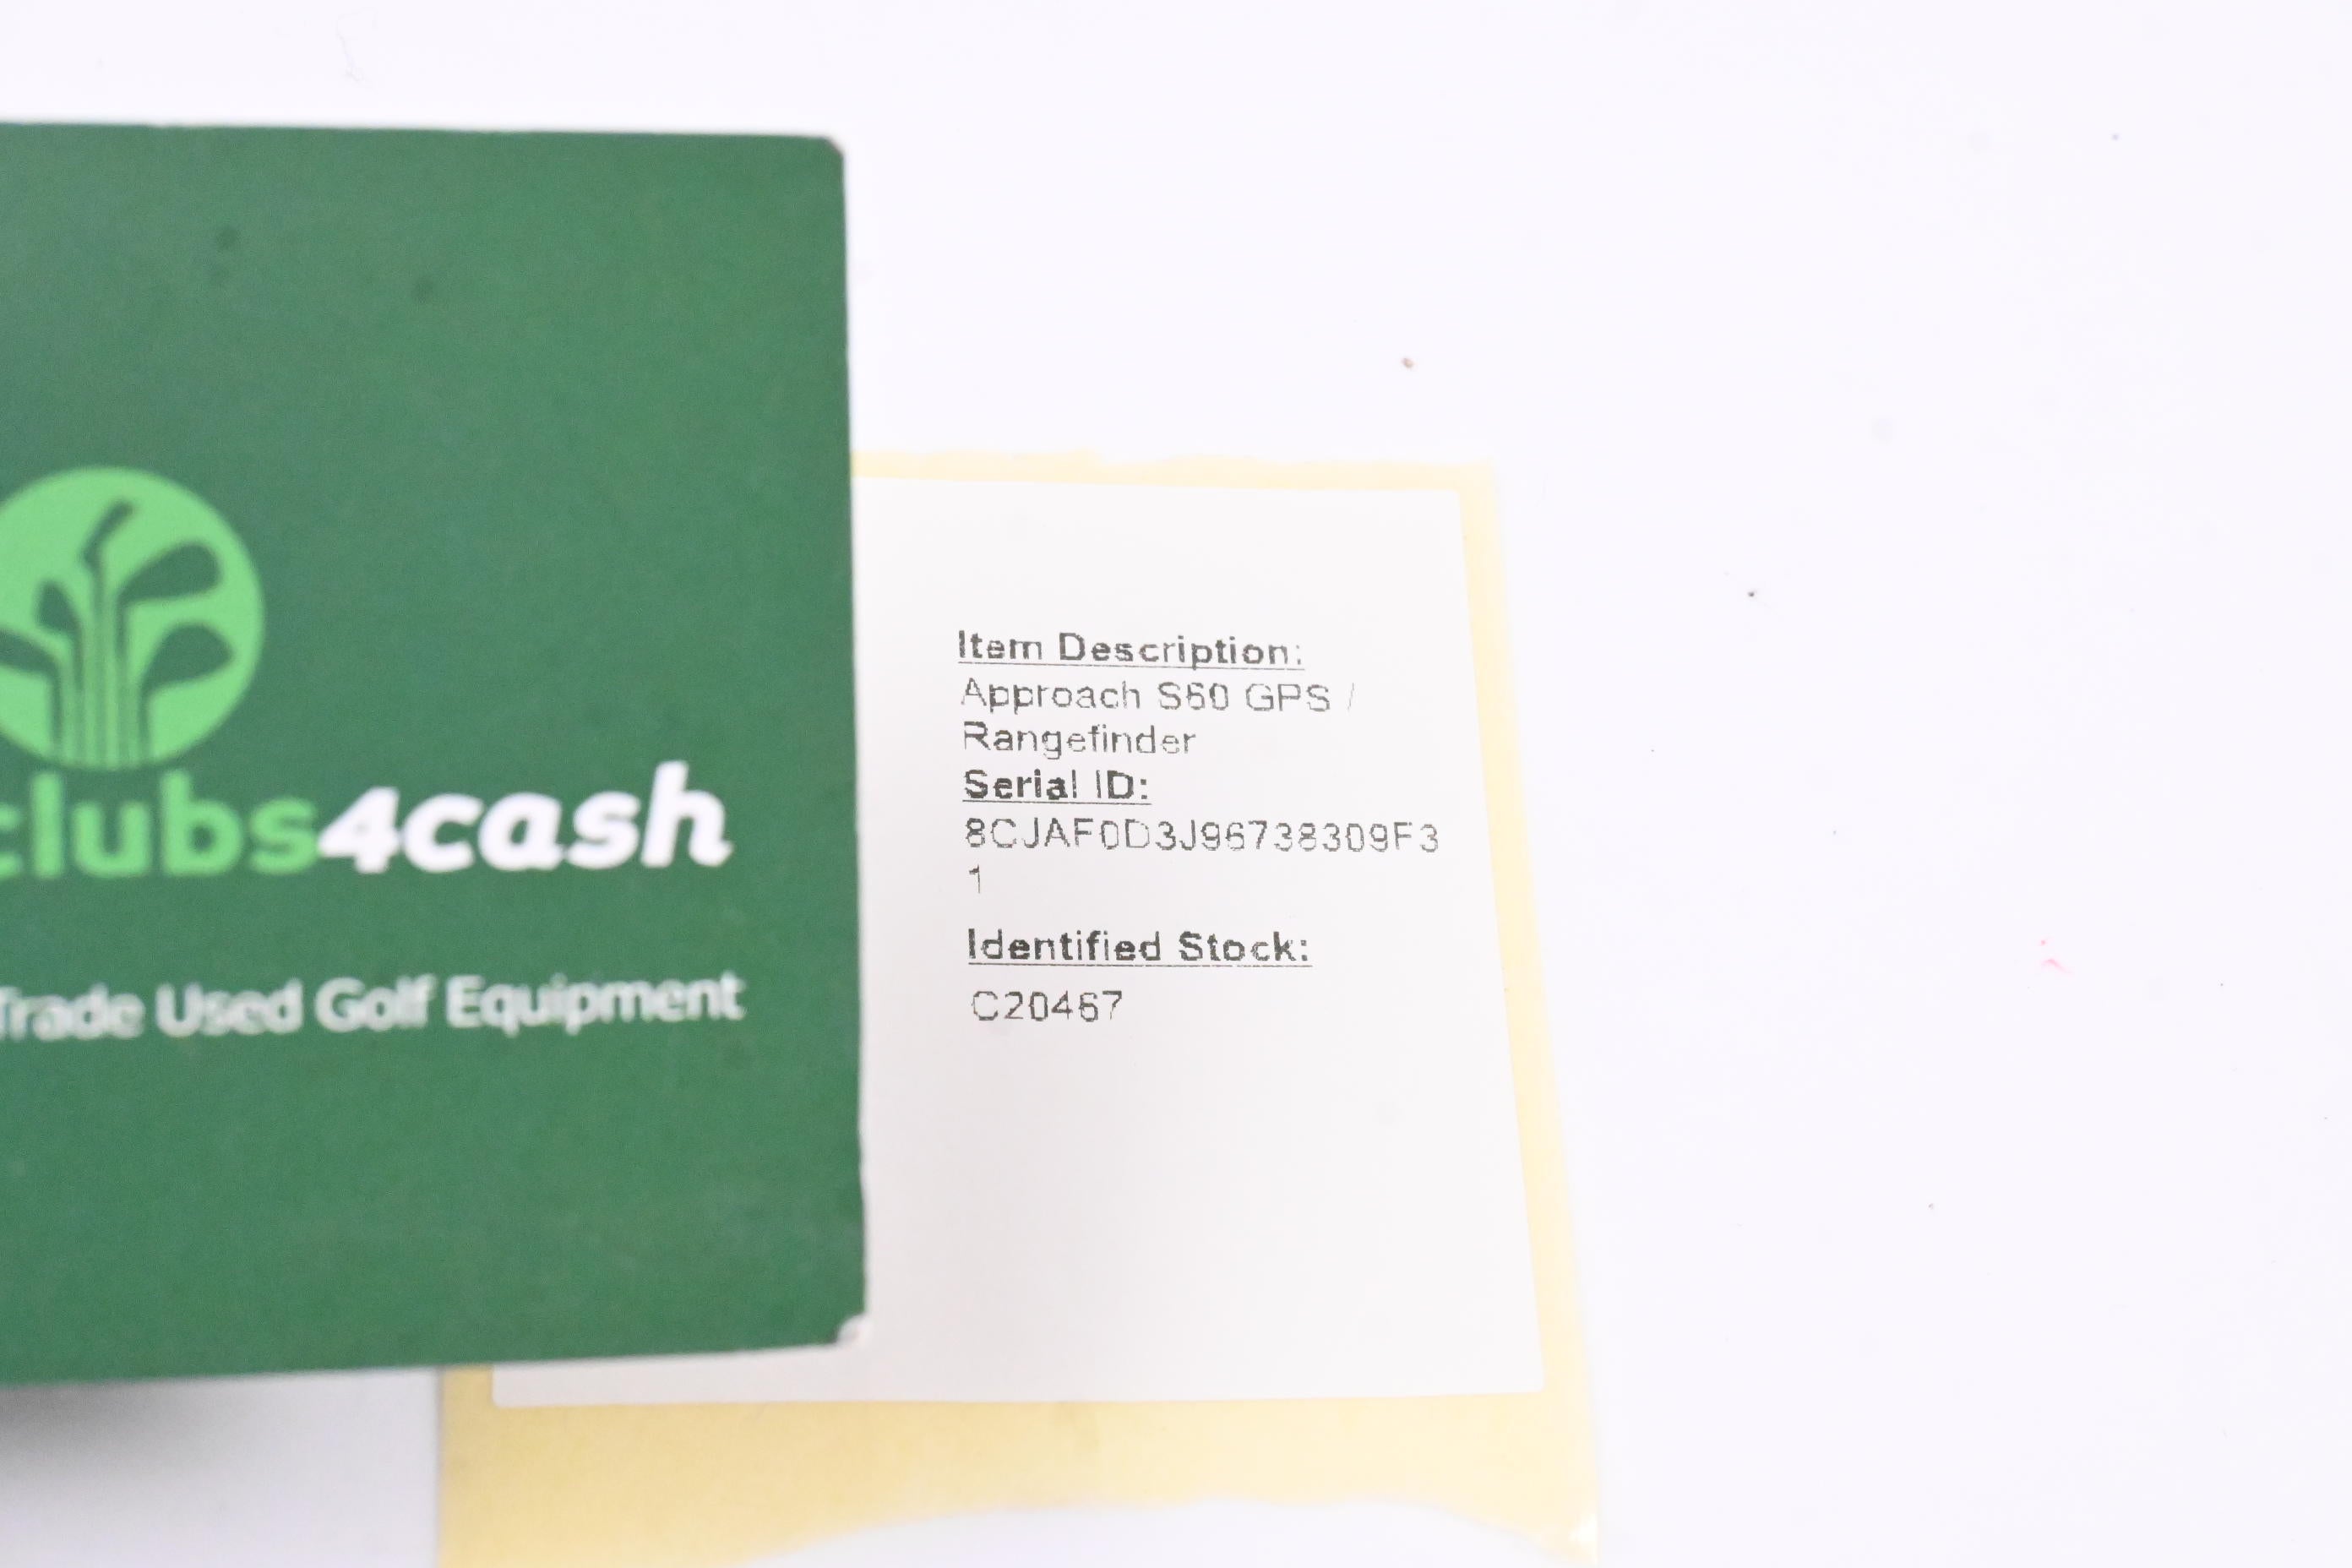 clubs4cash
Trade Used Golf Equipment
Item Description:
Approach S60 GPS /
Rangefinder
Serial ID:
8CJAF0D3J96738309F3
1
Identified Stock:
C20467